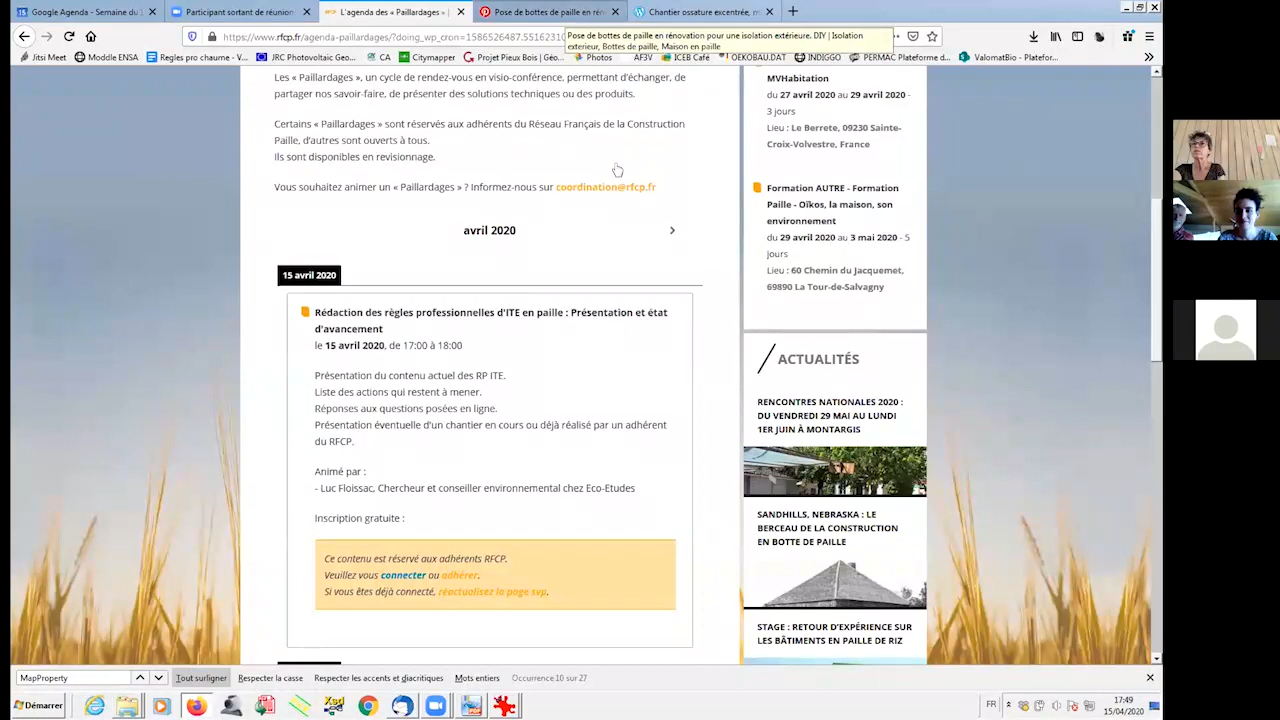 Google Agenda - Semaine du
Participant sortant de réunion
L'agenda des « Paillardages »
Pose de bottes de paille en rén
Chantier ossature excentrée, m
https://www.rfcp.fr/agenda-paillardages/?doing_wp_cron=1586526487.5516231
Pose de bottes de paille en rénovation pour une isolation extérieure. DIY | Isolation
exterieur, Bottes de paille, Maison en paille
Jitsi Meet
Moddle ENSA
Regles pro chaume - V...
JRC Photovoltaic Geo...
CA
Citymapper
Projet Pieux Bois | Géo...
Photos
AF3V
ICEB Café
OEKOBAU.DAT
INDIGGO
PERMAC Plateforme d...
ValomatBio - Platefor...
Les « Paillardages », un cycle de rendez-vous en visio-conférence, permettant d'échanger, de
partager nos savoir-faire, de présenter des solutions techniques ou des produits.
Certains « Paillardages » sont réservés aux adhérents du Réseau Français de la Construction
Paille, d'autres sont ouverts à tous.
Ils sont disponibles en revisionnage.
Vous souhaitez animer un « Paillardages » ? Informez-nous sur coordination@rfcp.fr
avril 2020
15 avril 2020
Rédaction des règles professionnelles d'ITE en paille : Présentation et état
d'avancement
le 15 avril 2020, de 17:00 à 18:00
Présentation du contenu actuel des RP ITE.
Liste des actions qui restent à mener.
Réponses aux questions posées en ligne.
Présentation éventuelle d'un chantier en cours ou déjà réalisé par un adhérent
du RFCP.
Animé par :
- Luc Floissac, Chercheur et conseiller environnemental chez Eco-Etudes
Inscription gratuite :
Ce contenu est réservé aux adhérents RFCP.
Veuillez vous connecter ou adhérer.
Si vous êtes déjà connecté, réactualisez la page svp.
MVHabitation
du 27 avril 2020 au 29 avril 2020 -
3 jours
Lieu : Le Berrete, 09230 Sainte-
Croix-Volvestre, France
Formation AUTRE - Formation
Paille - Oïkos, la maison, son
environnement
du 29 avril 2020 au 3 mai 2020 - 5
jours
Lieu : 60 Chemin du Jacquemet,
69890 La Tour-de-Salvagny
ACTUALITÉS
RENCONTRES NATIONALES 2020 :
DU VENDREDI 29 MAI AU LUNDI
1ER JUIN À MONTARGIS
SANDHILLS, NEBRASKA : LE
BERCEAU DE LA CONSTRUCTION
EN BOTTE DE PAILLE
STAGE : RETOUR D'EXPÉRIENCE SUR
LES BÂTIMENTS EN PAILLE DE RIZ
MapProperty
Tout surligner
Respecter la casse
Respecter les accents et diacritiques
Mots entiers
Occurrence 10 sur 27
Démarrer
FR
17:49
15/04/2020